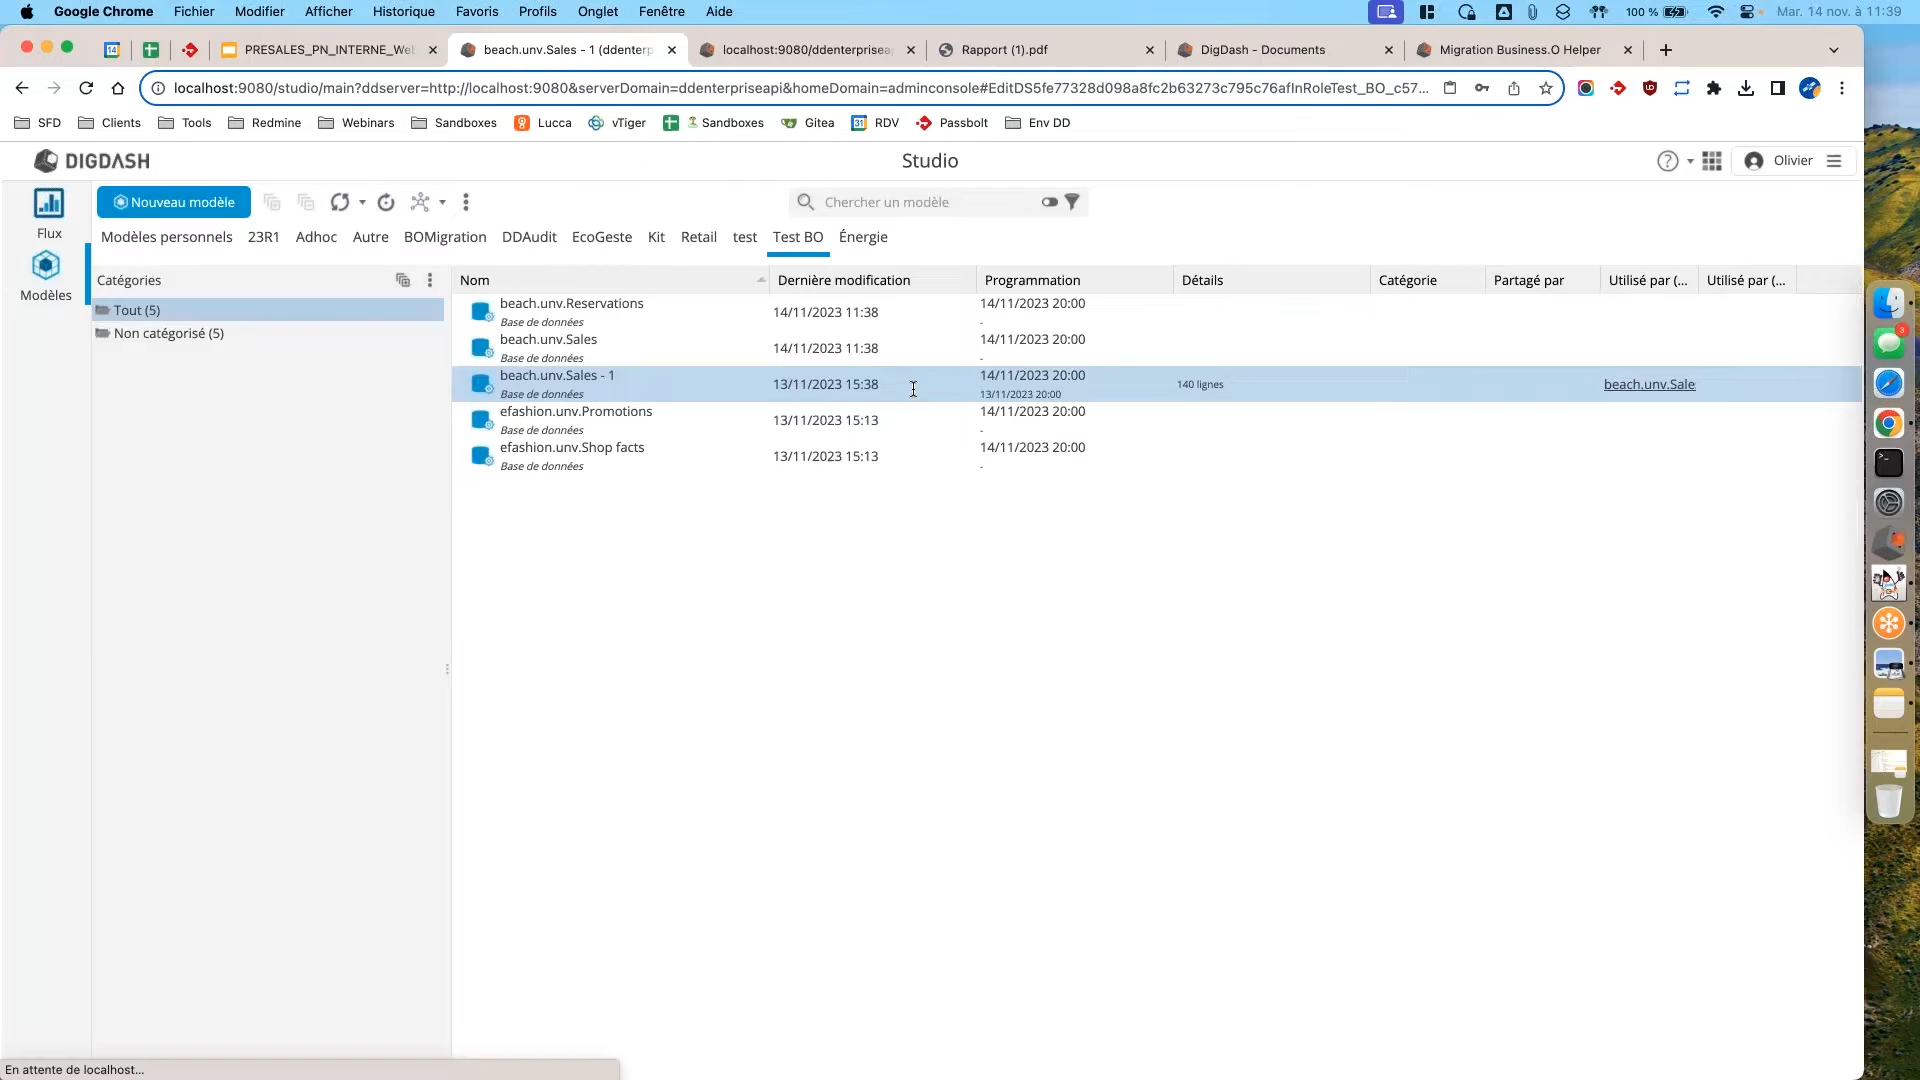 Google Chrome Fichier Modifier Afficher Historique Favoris Profils Onglet Fenêtre Aide 100 % Mar. 14 nov. à 11:39
14 PRESALES_PN_INTERNE_Web beach.unv.Sales - 1 (ddenterp localhost:9080/ddenterprisea Rapport (1).pdf DigDash - Documents Migration Business.O Helper
localhost:9080/studio/main?ddserver=http://localhost:9080&serverDomain=ddenterpriseapi&homeDomain=adminconsole#EditDS5fe77328d098a8fc2b63273c795c76afInRoleTest_BO_c57...
SFD Clients Tools Redmine Webinars Sandboxes Lucca vTiger Sandboxes Gitea 31 RDV Passbolt Env DD
DIGDASH Studio ? Olivier
Nouveau modèle Chercher un modèle
Flux
Modèles personnels 23R1 Adhoc Autre BOMigration DDAudit EcoGeste Kit Retail test Test BO Énergie
Modèles
Catégories Nom Dernière modification Programmation Détails Catégorie Partagé par Utilisé par (... Utilisé par (...
Tout (5)
Non catégorisé (5)
beach.unv.Reservations 14/11/2023 11:38 14/11/2023 20:00
Base de données -
beach.unv.Sales 14/11/2023 11:38 14/11/2023 20:00
Base de données -
beach.unv.Sales - 1 13/11/2023 15:38 14/11/2023 20:00 140 lignes beach.unv.Sale
Base de données 13/11/2023 20:00
efashion.unv.Promotions 13/11/2023 15:13 14/11/2023 20:00
Base de données -
efashion.unv.Shop facts 13/11/2023 15:13 14/11/2023 20:00
Base de données -
3
En attente de localhost...